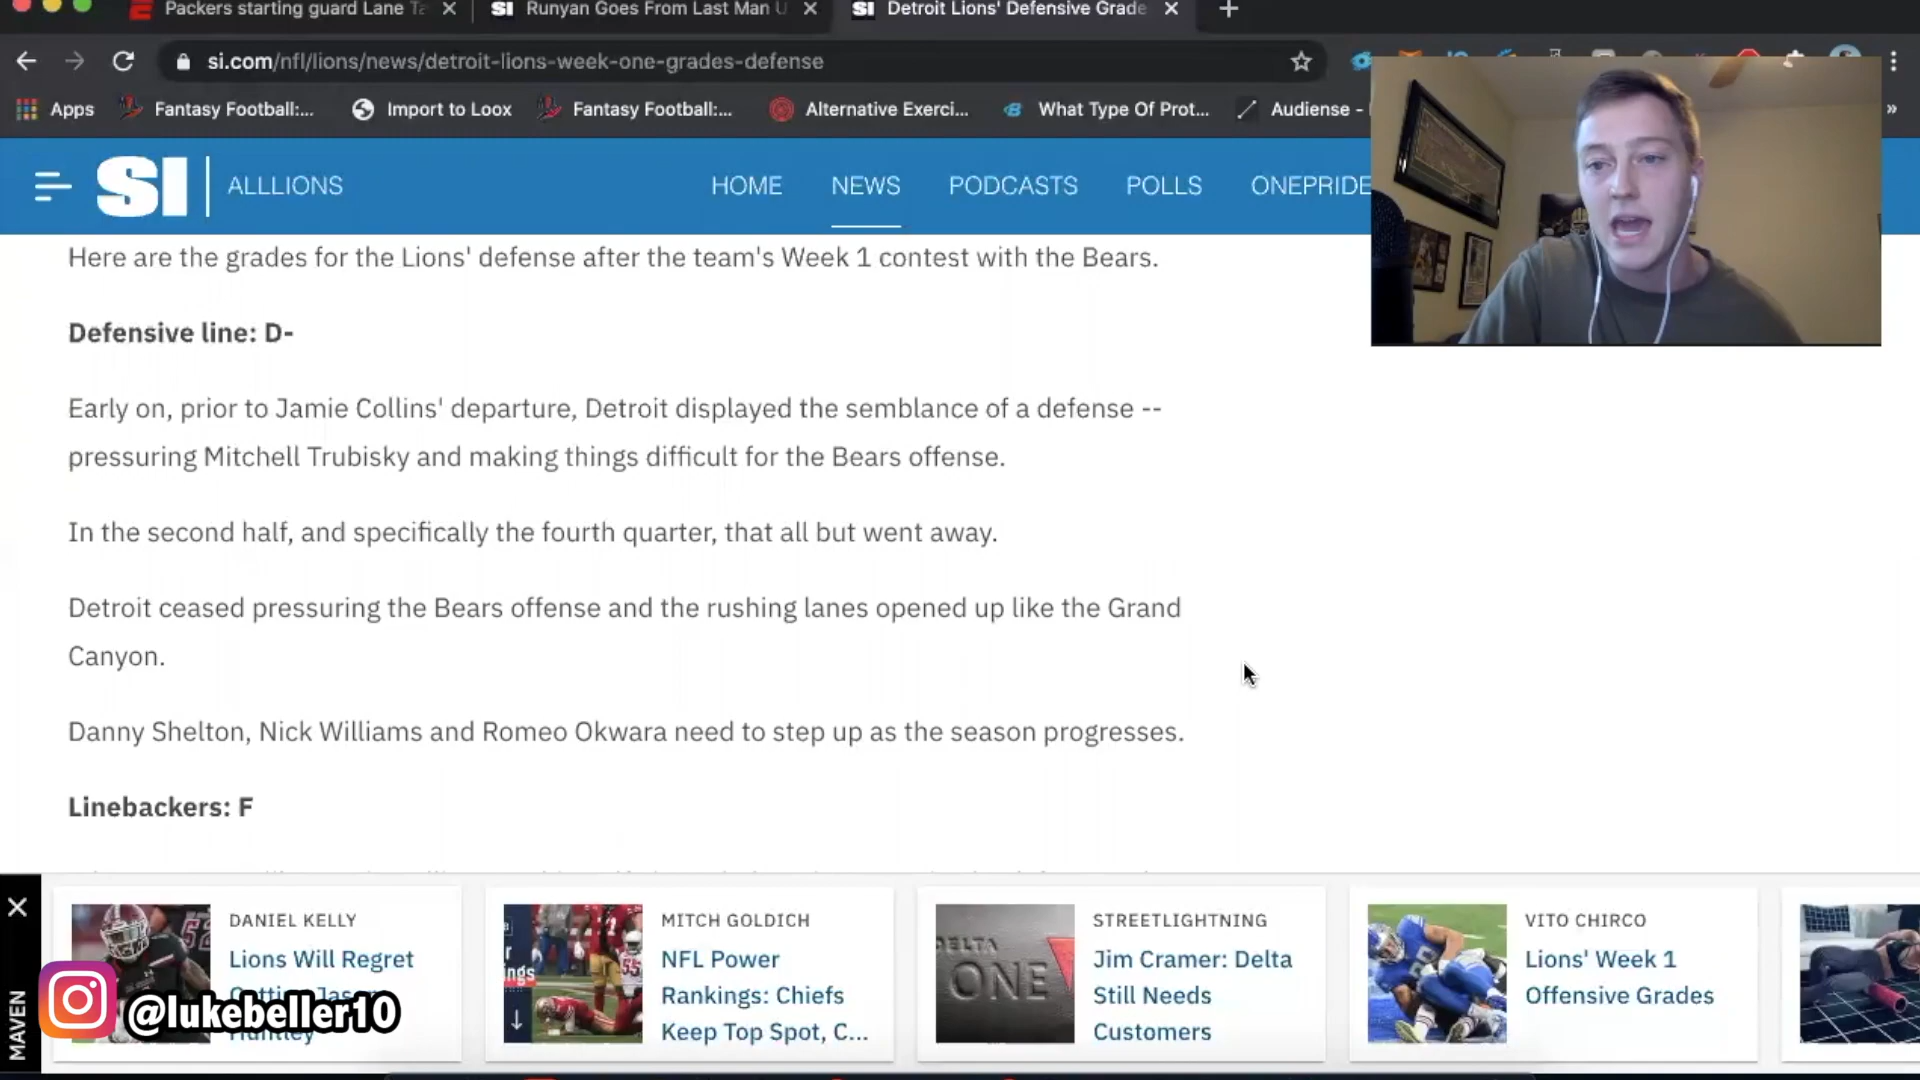 Packers starting guard Lane Ta
SI Runyan Goes From Last Man U
SI Detroit Lions' Defensive Grade
si.com/nfl/lions/news/detroit-lions-week-one-grades-defense
Apps
Fantasy Football:...
Import to Loox
Fantasy Football:...
Alternative Exerci...
What Type Of Prot...
Audiense -
SI ALLLIONS
HOME
NEWS
PODCASTS
POLLS
ONEPRIDE
Here are the grades for the Lions' defense after the team's Week 1 contest with the Bears.
Defensive line: D-
Early on, prior to Jamie Collins' departure, Detroit displayed the semblance of a defense --
pressuring Mitchell Trubisky and making things difficult for the Bears offense.
In the second half, and specifically the fourth quarter, that all but went away.
Detroit ceased pressuring the Bears offense and the rushing lanes opened up like the Grand
Canyon.
Danny Shelton, Nick Williams and Romeo Okwara need to step up as the season progresses.
Linebackers: F
MAVEN
DANIEL KELLY
Lions Will Regret
@lukebeller10
MITCH GOLDICH
NFL Power
Rankings: Chiefs
Keep Top Spot, C...
DELTA
ONE
STREETLIGHTNING
Jim Cramer: Delta
Still Needs
Customers
VITO CHIRCO
Lions' Week 1
Offensive Grades